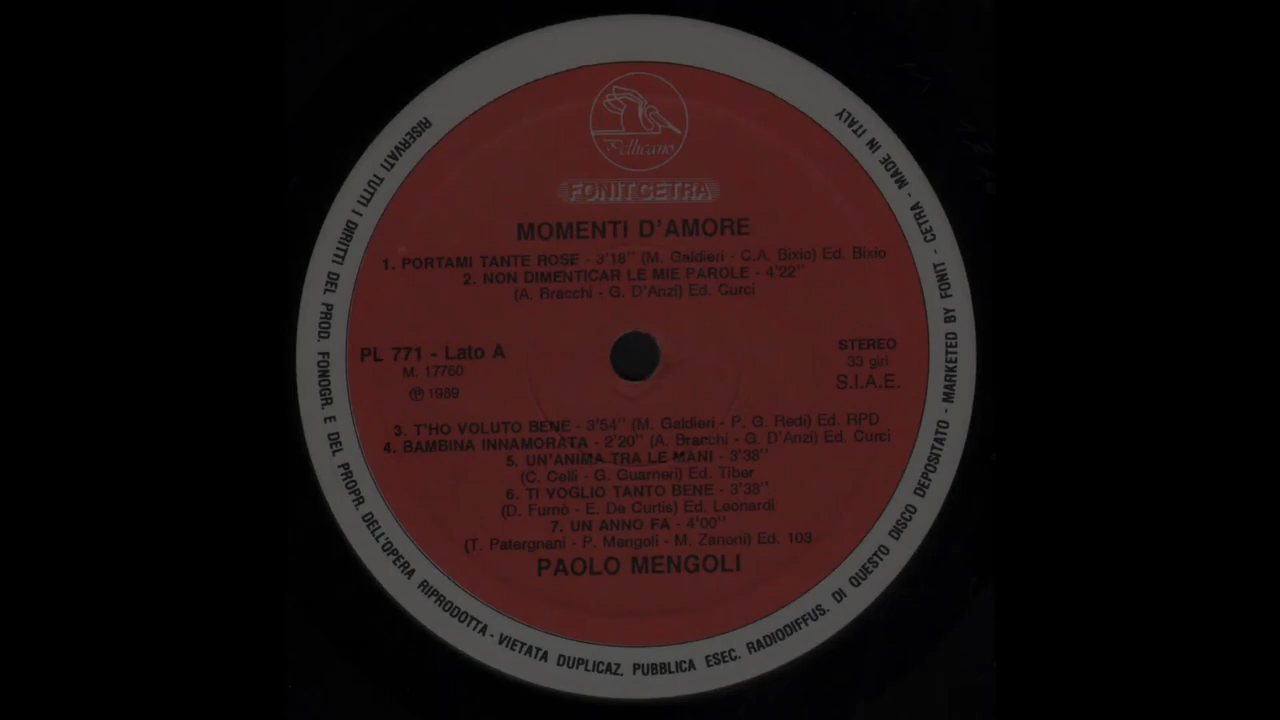 Pellicano
FONIT CETRA
MOMENTI D'AMORE
1. PORTAMI TANTE ROSE - 3'18" (M. Galdieri - C.A. Bixio) Ed. Bixio
2. NON DIMENTICAR LE MIE PAROLE - 4'22"
(A. Bracchi - G. D'Anzi) Ed. Curci
PL 771 - Lato A
M. 17760
Ⓟ 1989
STEREO
33 giri
S.I.A.E.
3. T'HO VOLUTO BENE - 3'54" (M. Galdieri - P. G. Redi) Ed. RPD
4. BAMBINA INNAMORATA - 2'20" (A. Bracchi - G. D'Anzi) Ed. Curci
5. UN'ANIMA TRA LE MANI - 3'38"
(C. Celli - G. Guarneri) Ed. Tiber
6. TI VOGLIO TANTO BENE - 3'38"
(D. Furnò - E. De Curtis) Ed. Leonardi
7. UN ANNO FA - 4'00"
(T. Patergnani - P. Mengoli - M. Zanoni) Ed. 103
PAOLO MENGOLI
RISERVATI TUTTI I DIRITTI DEL PROD. FONOGR. E DEL PROPR. DELL'OPERA RIPRODOTTA - VIETATA DUPLICAZ. PUBBLICA ESEC. RADIODIFFUS. DI QUESTO DISCO DEPOSITATO - MARKETED BY FONIT - CETRA - MADE IN ITALY